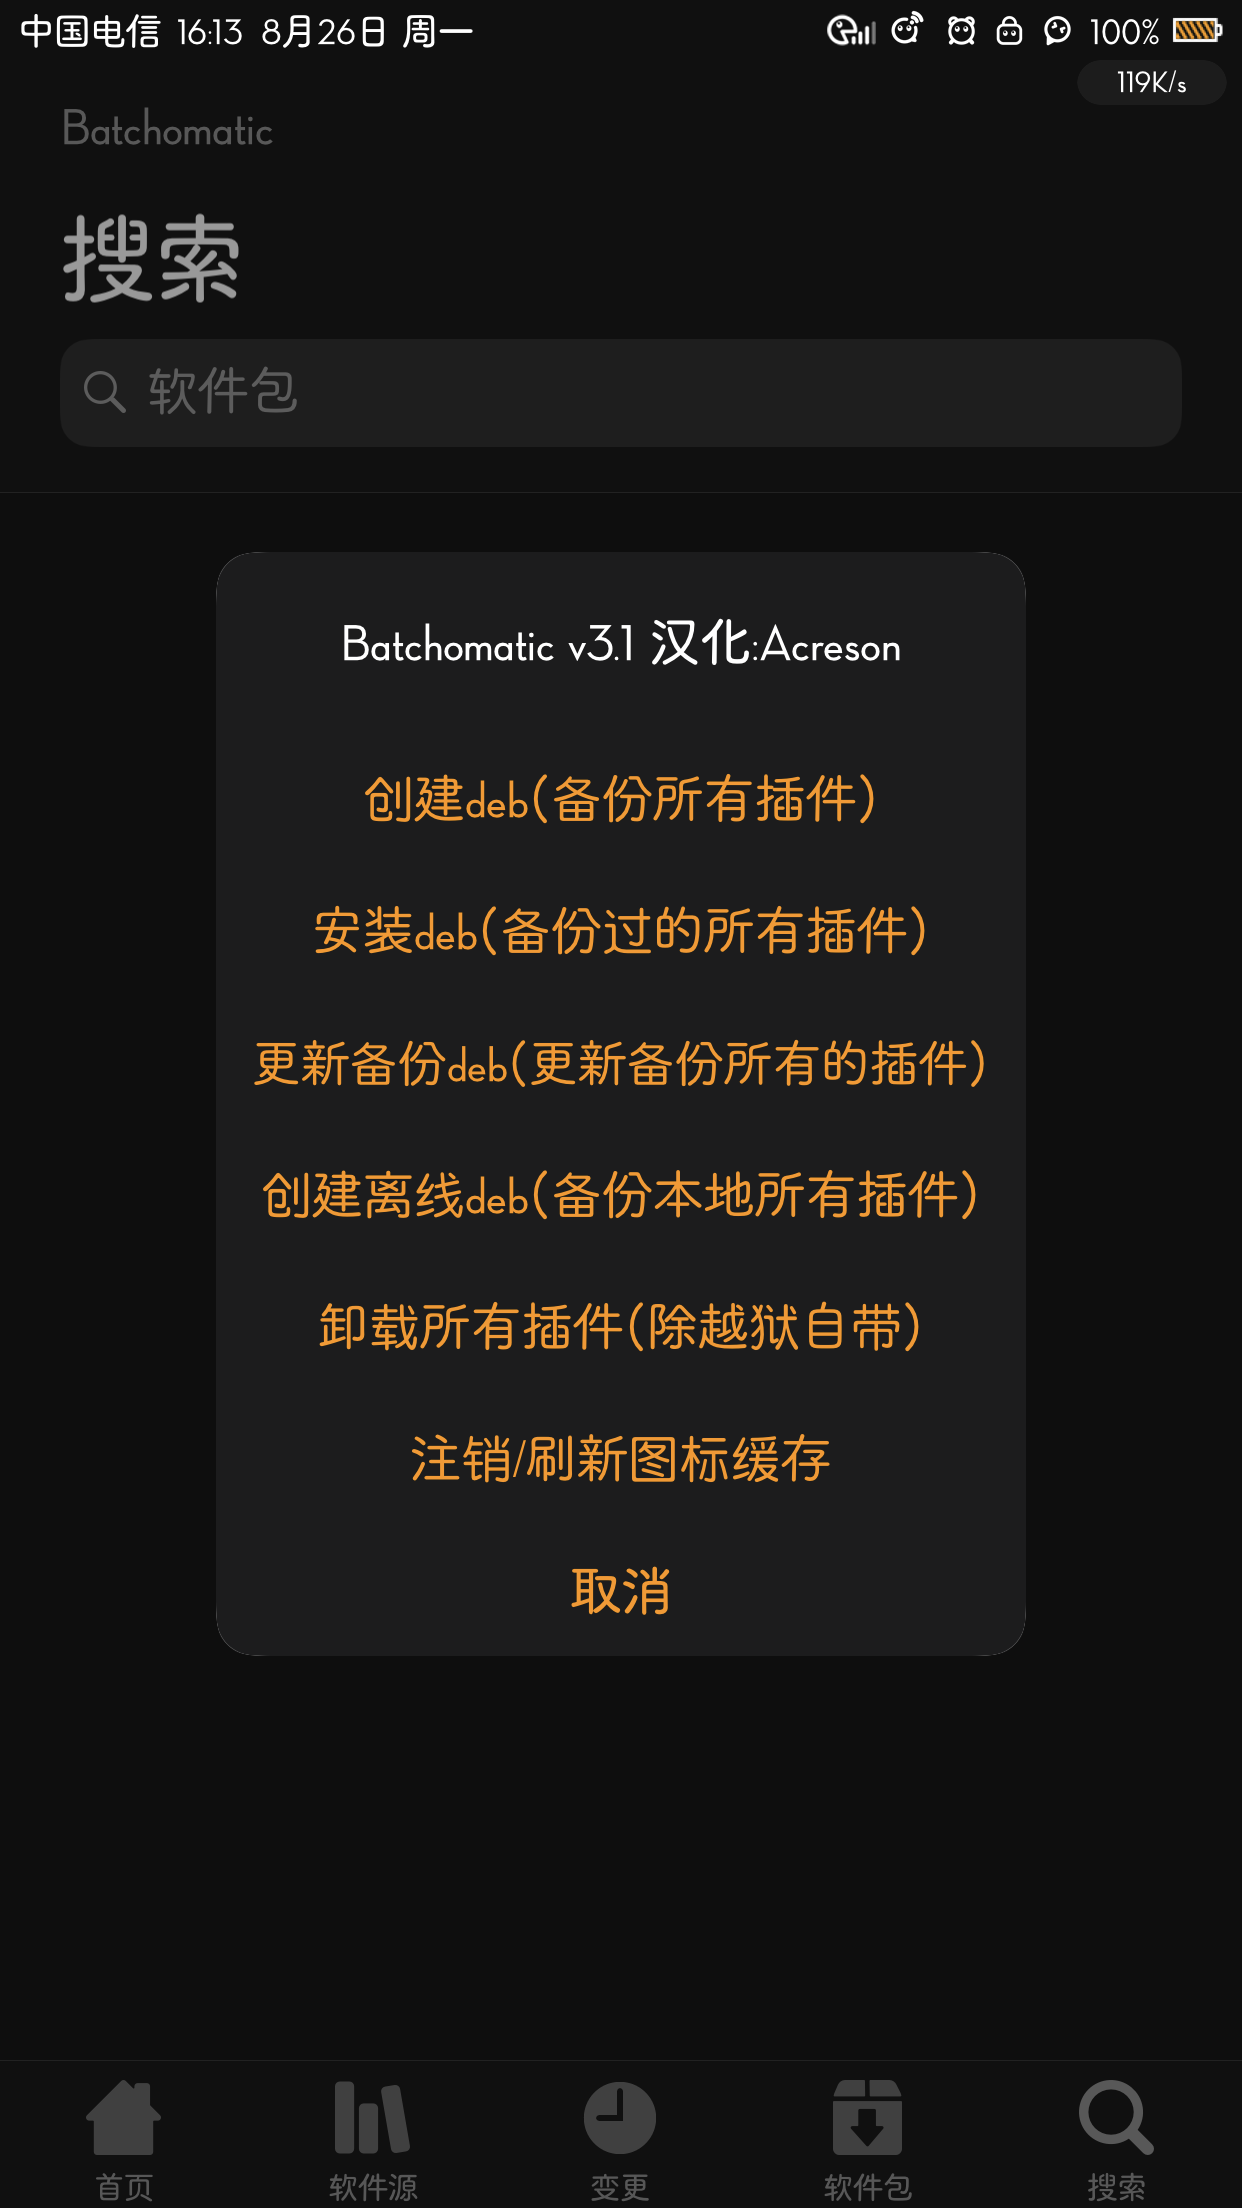 中国电信 16:13 8月26日 周一 100%
119K/s
Batchomatic
搜索
软件包
Batchomatic v3.1 汉化:Acreson
创建deb(备份所有插件)
安装deb(备份过的所有插件)
更新备份deb(更新备份所有的插件)
创建离线deb(备份本地所有插件)
卸载所有插件(除越狱自带)
注销/刷新图标缓存
取消
首页 软件源 变更 软件包 搜索